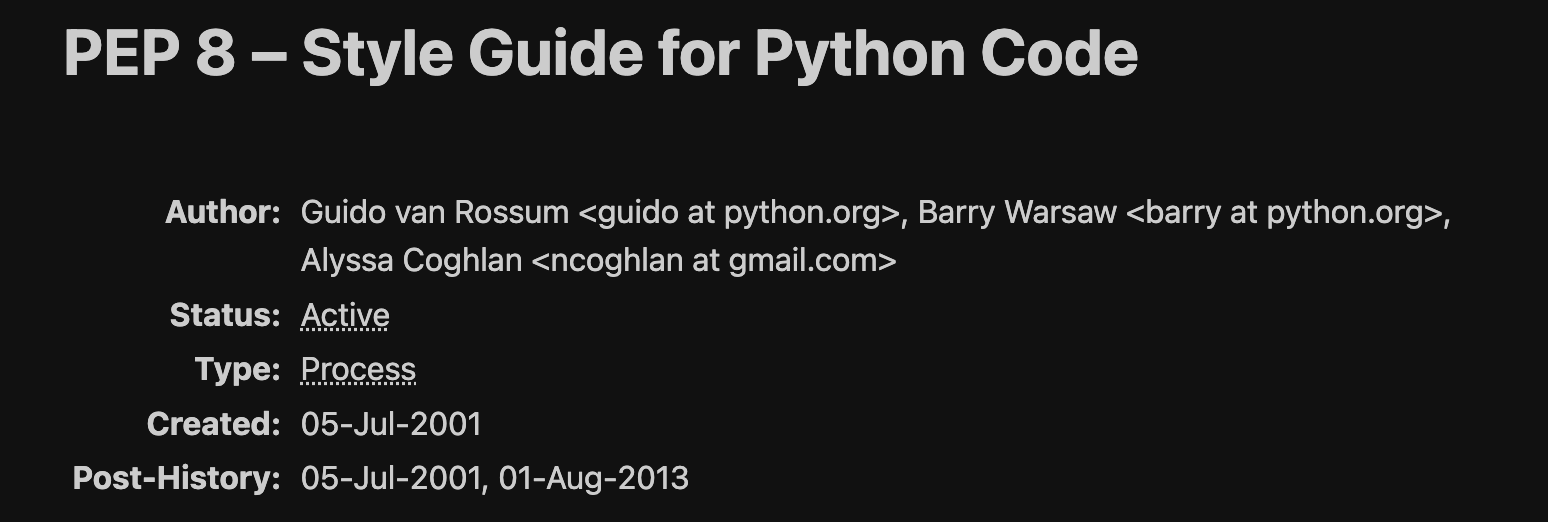 PEP 8 – Style Guide for Python Code
Author: Guido van Rossum <guido at python.org>, Barry Warsaw <barry at python.org>,
Alyssa Coghlan <ncoghlan at gmail.com>
Status: Active
Type: Process
Created: 05-Jul-2001
Post-History: 05-Jul-2001, 01-Aug-2013